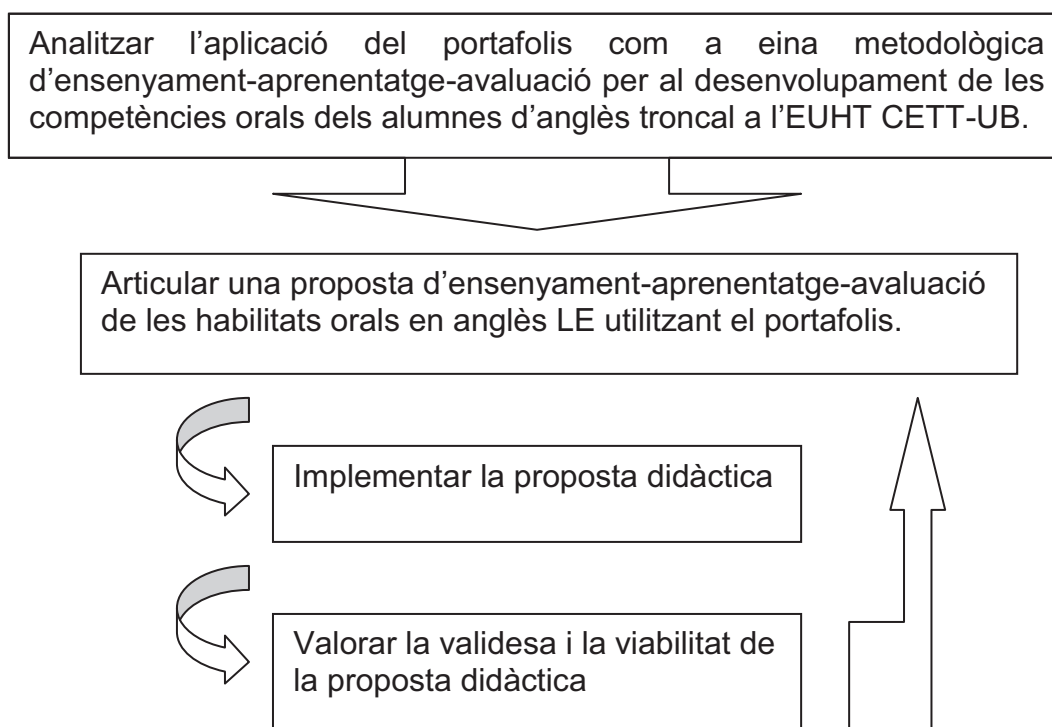 Analitzar l’aplicació del portafolis com a eina metodològica
d’ensenyament-aprenentatge-avaluació per al desenvolupament de les
competències orals dels alumnes d’anglès troncal a l’EUHT CETT-UB.
Articular una proposta d’ensenyament-aprenentatge-avaluació
de les habilitats orals en anglès LE utilitzant el portafolis.
Implementar la proposta didàctica
Valorar la validesa i la viabilitat de
la proposta didàctica